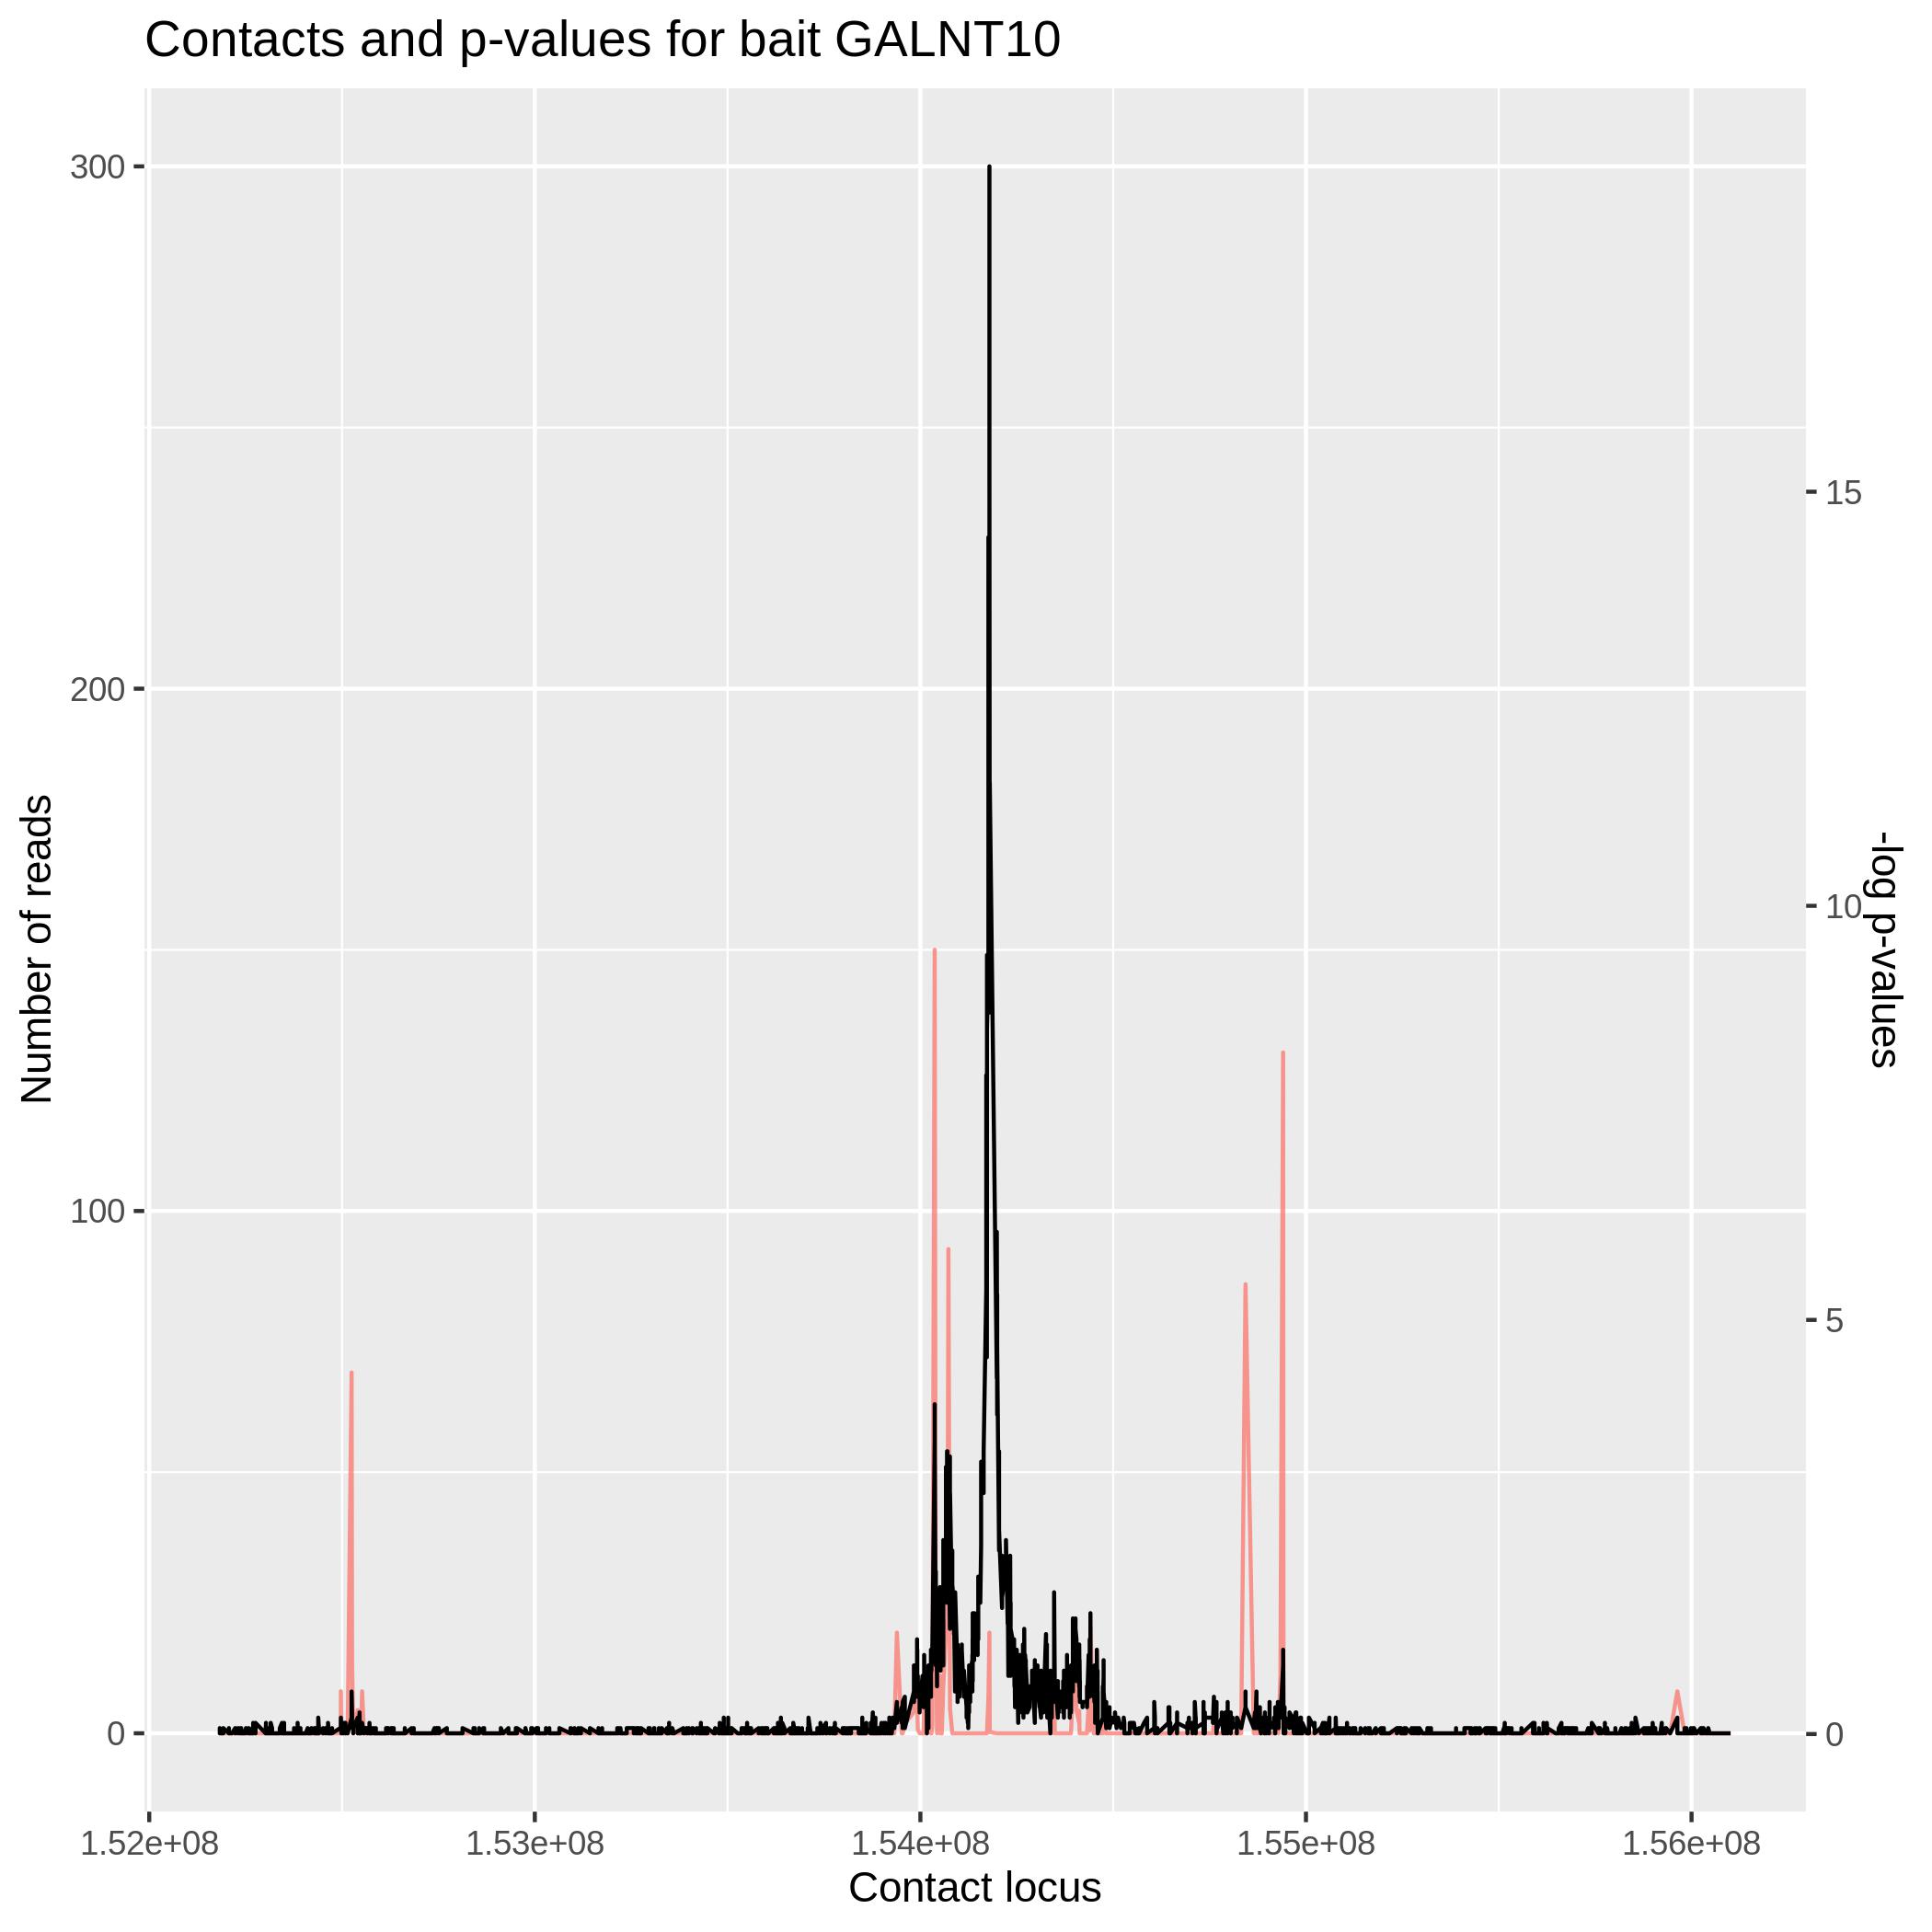 Contacts and p-values for bait GALNT10
300
200
100
0
Number of reads
15
10
5
0
-log p-values
1.52e+08
1.53e+08
1.54e+08
1.55e+08
1.56e+08
Contact locus